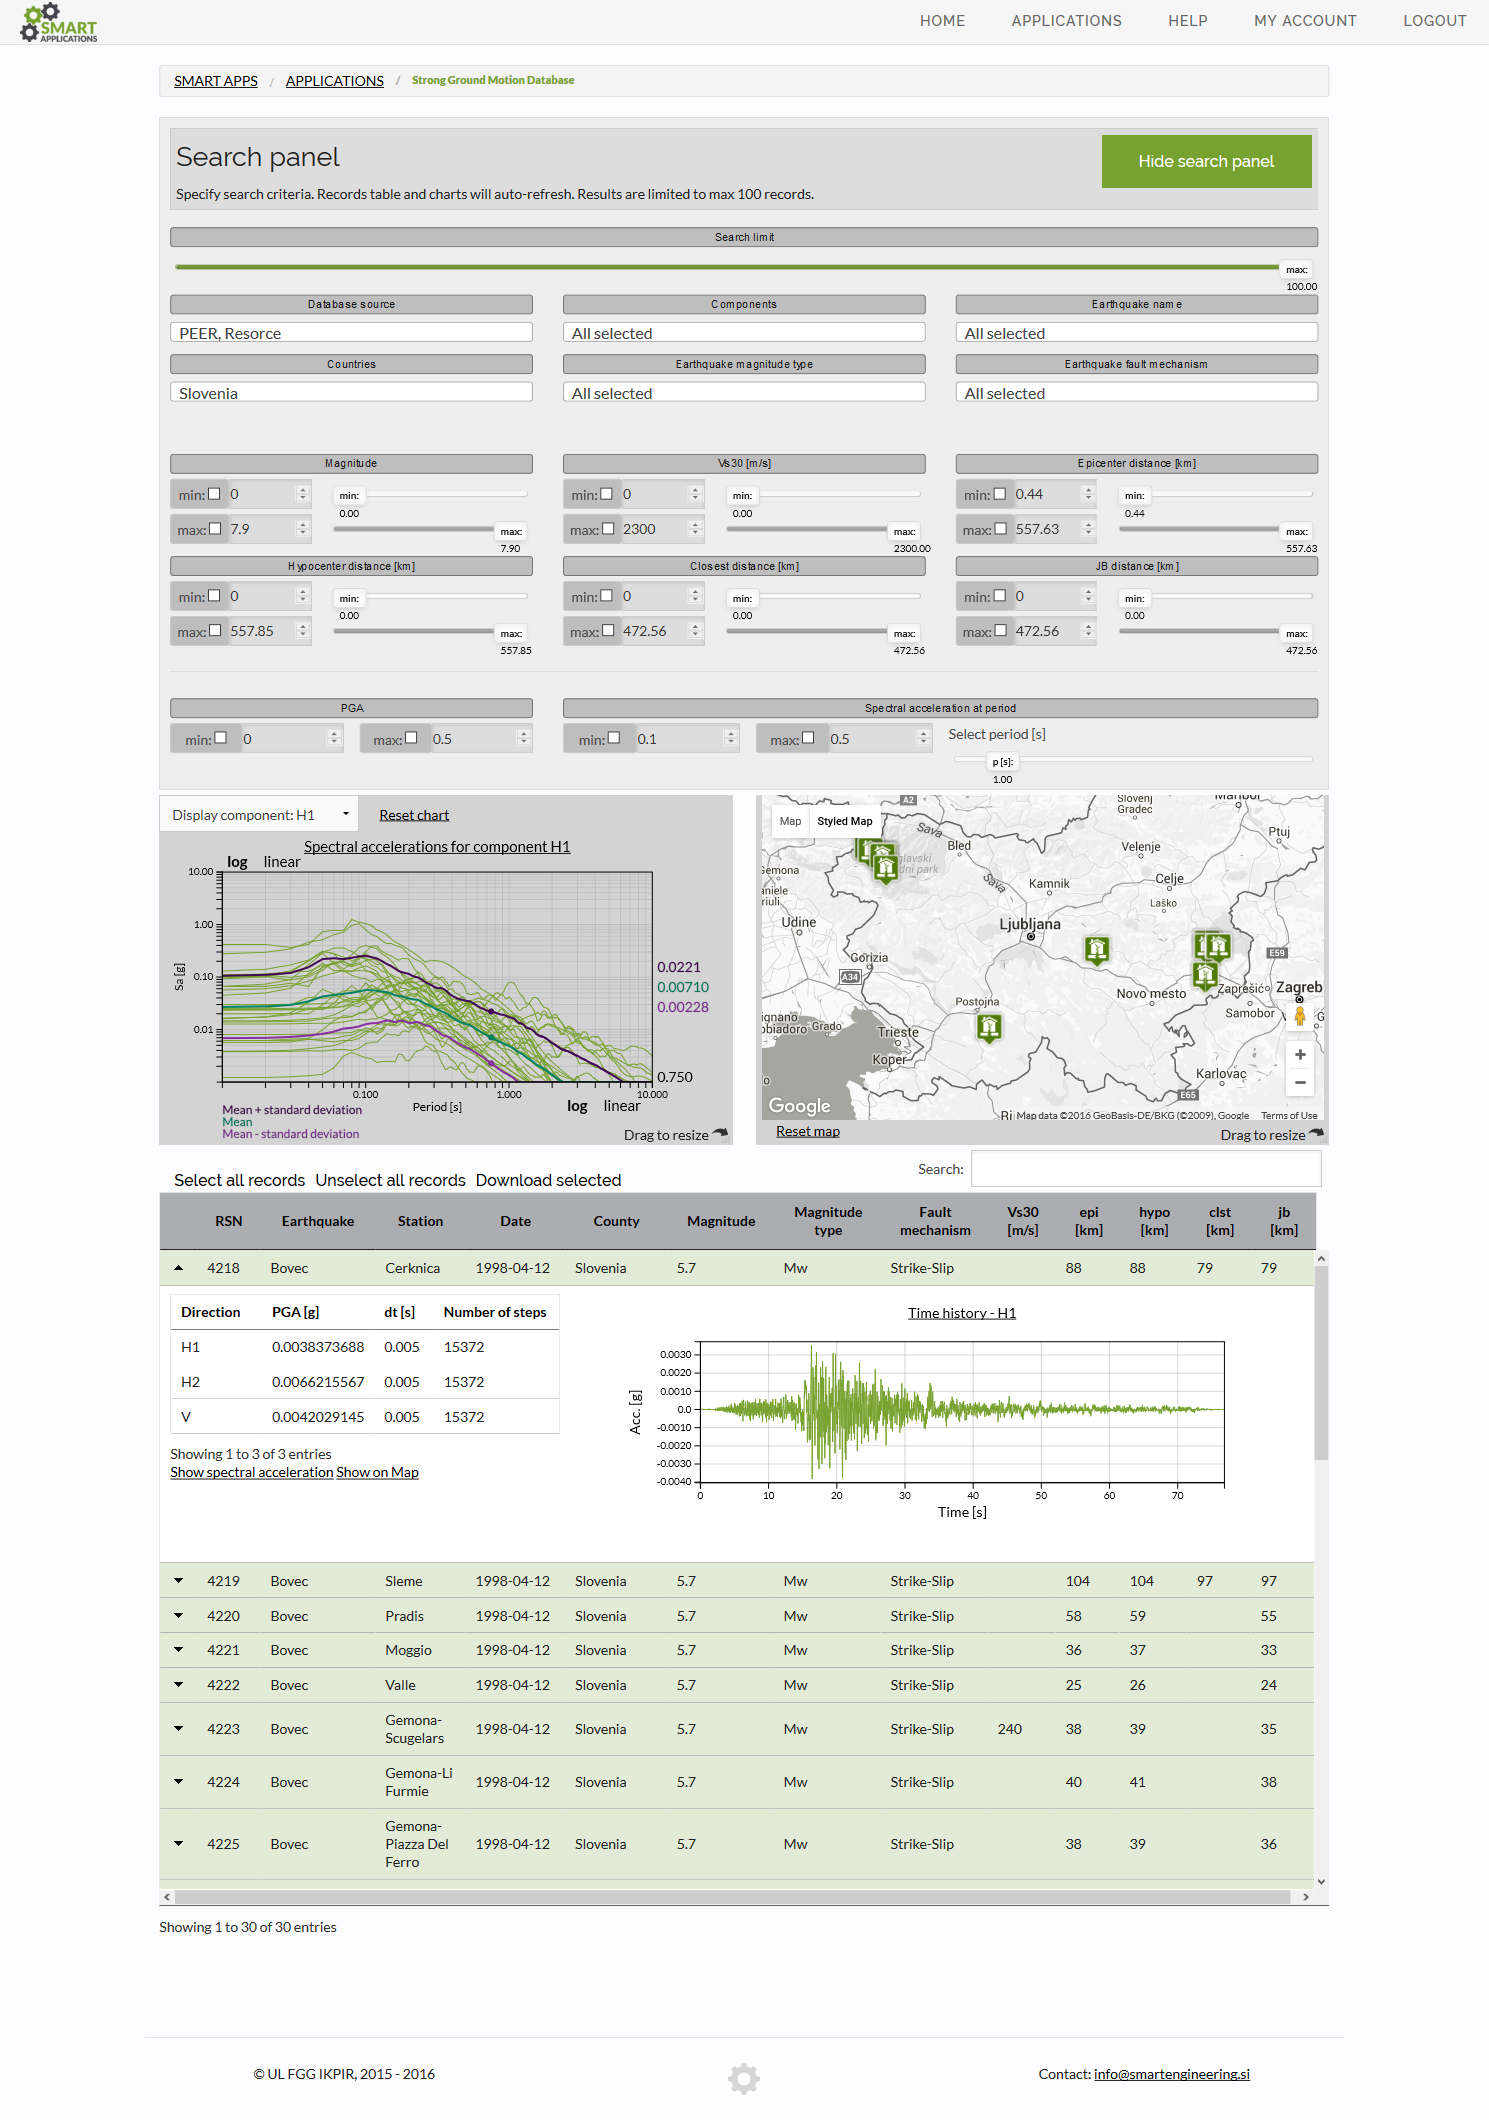 SMART
APPLICATIONS
HOME APPLICATIONS HELP MY ACCOUNT LOGOUT
SMART APPS / APPLICATIONS / Strong Ground Motion Database
Search panel
Hide search panel
Specify search criteria. Records table and charts will auto-refresh. Results are limited to max 100 records.
Search limit
max:
100.00
Database source Components Earthquake name
PEER, Resorce All selected All selected
Countries Earthquake magnitude type Earthquake fault mechanism
Slovenia All selected All selected
Magnitude Vs30 [m/s] Epicenter distance [km]
min: 0 min: min: 0 min: min: 0.44 min:
0.00 0.00 0.44
max: 7.9 max: max: 2300 max: max: 557.63 max:
7.90 2300.00 557.63
Hypocenter distance [km] Closest distance [km] JB distance [km]
min: 0 min: min: 0 min: min: 0 min:
0.00 0.00 0.00
max: 557.85 max: max: 472.56 max: max: 472.56 max:
557.85 472.56 472.56
PGA Spectral acceleration at period
min: 0 max: 0.5 min: 0.1 max: 0.5 Select period [s]
p [s]:
1.00
Display component: H1 Reset chart
Spectral accelerations for component H1
log linear
10.00
1.00
0.10
0.01
Sa [g]
0.0221
0.00710
0.00228
0.750
0.100 1.000 10.000
Period [s] log linear
Mean + standard deviation
Mean
Mean - standard deviation
Drag to resize
Map Styled Map
A2
Slovenj
Gradec
Maribor
Ptuj
Sava
Bled
Velenje
glavski
dni park
Gemona
aniele
riuli
Sava
Kamnik
Celje
Laško
Udine
Ljubljana
Gorizia
E59
A34
Postojna
Novo mesto
Zaprešićo
Zagreb
Samobor
gnano
obiadoro
Grado
Trieste
Koper
Karlovac
E65
+
−
Google
Ri
Map data ©2016 GeoBasis-DE/BKG (©2009), Google Terms of Use
Reset map Drag to resize
Select all records Unselect all records Download selected Search:
RSN Earthquake Station Date County Magnitude Magnitude type Fault mechanism Vs30 [m/s] epi [km] hypo [km] clst [km] jb [km]
4218 Bovec Cerknica 1998-04-12 Slovenia 5.7 Mw Strike-Slip 88 88 79 79
Direction PGA [g] dt [s] Number of steps
H1 0.0038373688 0.005 15372
H2 0.0066215567 0.005 15372
V 0.0042029145 0.005 15372
Showing 1 to 3 of 3 entries
Show spectral acceleration Show on Map
Time history - H1
0.0030
0.0020
0.0010
0.0
-0.0010
-0.0020
-0.0030
-0.0040
Acc. [g]
0 10 20 30 40 50 60 70
Time [s]
4219 Bovec Sleme 1998-04-12 Slovenia 5.7 Mw Strike-Slip 104 104 97 97
4220 Bovec Pradis 1998-04-12 Slovenia 5.7 Mw Strike-Slip 58 59 55
4221 Bovec Moggio 1998-04-12 Slovenia 5.7 Mw Strike-Slip 36 37 33
4222 Bovec Valle 1998-04-12 Slovenia 5.7 Mw Strike-Slip 25 26 24
4223 Bovec Gemona-Scugelars 1998-04-12 Slovenia 5.7 Mw Strike-Slip 240 38 39 35
4224 Bovec Gemona-Li Furmie 1998-04-12 Slovenia 5.7 Mw Strike-Slip 40 41 38
4225 Bovec Gemona-Piazza Del Ferro 1998-04-12 Slovenia 5.7 Mw Strike-Slip 38 39 36
Showing 1 to 30 of 30 entries
© UL FGG IKPIR, 2015 - 2016 Contact: info@smartengineering.si